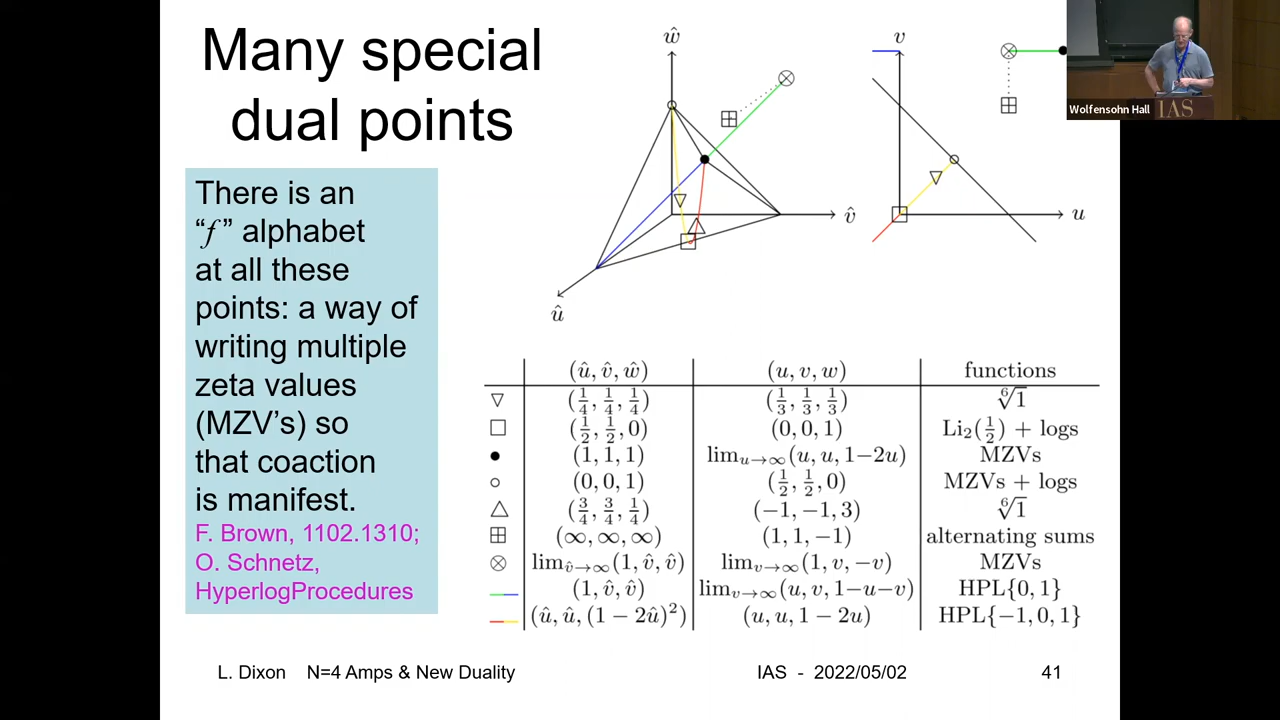 Many special
dual points
There is an
“f” alphabet
at all these
points: a way of
writing multiple
zeta values
(MZV’s) so
that coaction
is manifest.
F. Brown, 1102.1310;
O. Schnetz,
HyperlogProcedures
ŵ
v̂
û
v
u
Wolfensohn Hall
IAS
(û, v̂, ŵ) (u, v, w) functions
▽ (1/4, 1/4, 1/4) (1/3, 1/3, 1/3) ⁶√1
□ (1/2, 1/2, 0) (0, 0, 1) Li₂(1/2) + logs
● (1, 1, 1) lim_{u→∞}(u, u, 1−2u) MZVs
○ (0, 0, 1) (1/2, 1/2, 0) MZVs + logs
△ (3/4, 3/4, 1/4) (−1, −1, 3) ⁶√1
⊞ (∞, ∞, ∞) (1, 1, −1) alternating sums
⊗ lim_{v̂→∞}(1, v̂, v̂) lim_{v→∞}(1, v, −v) MZVs
(1, v̂, v̂) lim_{v→∞}(u, v, 1−u−v) HPL{0, 1}
(û, û, (1 − 2û)²) (u, u, 1 − 2u) HPL{−1, 0, 1}
L. Dixon N=4 Amps & New Duality IAS - 2022/05/02 41